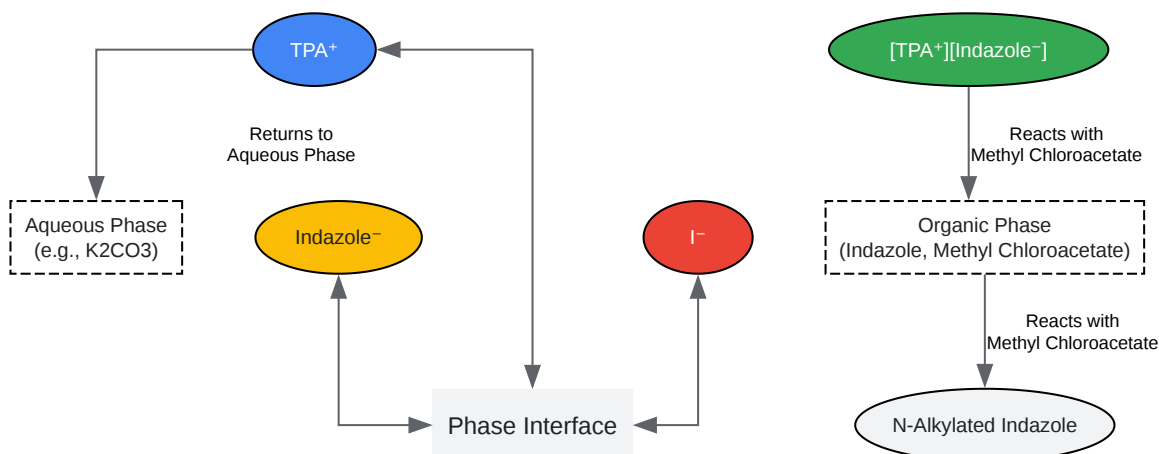 TPA⁺
[TPA⁺][Indazole⁻]
Returns to
Aqueous Phase
Reacts with
Methyl Chloroacetate
Aqueous Phase
(e.g., K2CO3)
Indazole⁻
I⁻
Organic Phase
(Indazole, Methyl Chloroacetate)
Reacts with
Methyl Chloroacetate
Phase Interface
N-Alkylated Indazole